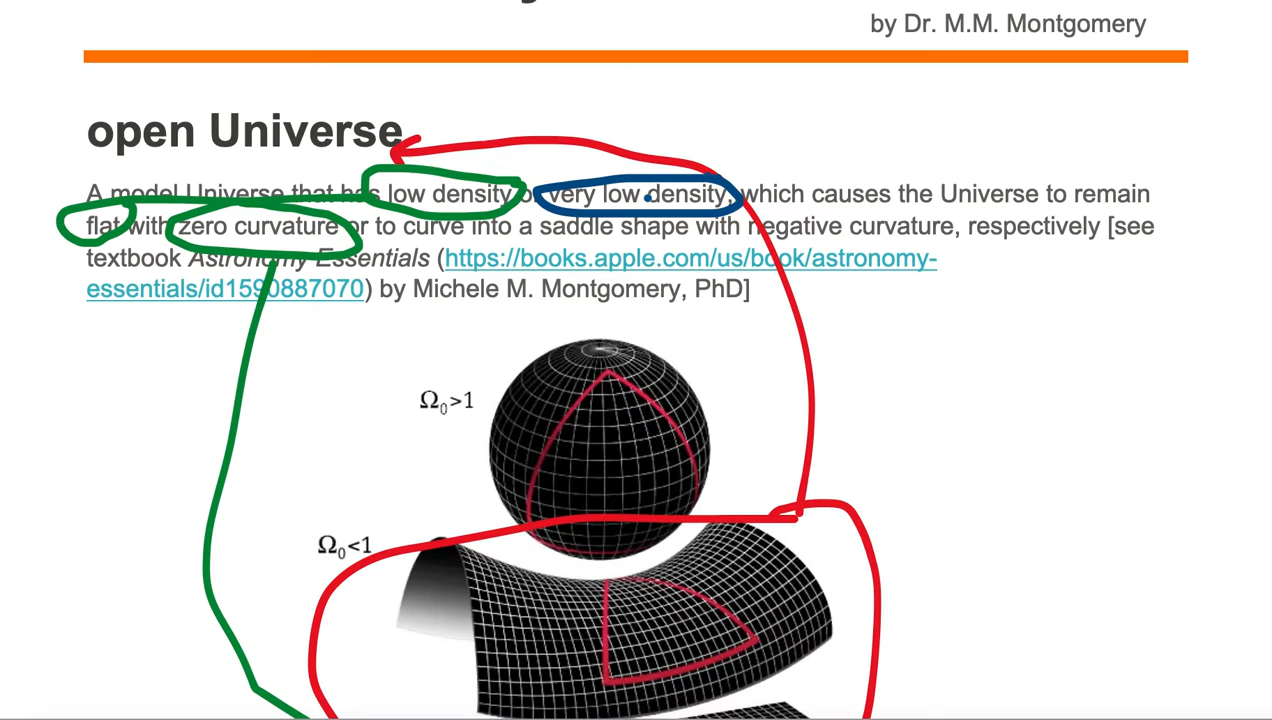 by Dr. M.M. Montgomery
open Universe
A model Universe that has low density or very low density, which causes the Universe to remain
flat with zero curvature or to curve into a saddle shape with negative curvature, respectively [see
textbook Astronomy Essentials (https://books.apple.com/us/book/astronomy-
essentials/id1590887070) by Michele M. Montgomery, PhD]
Ω₀>1
Ω₀<1